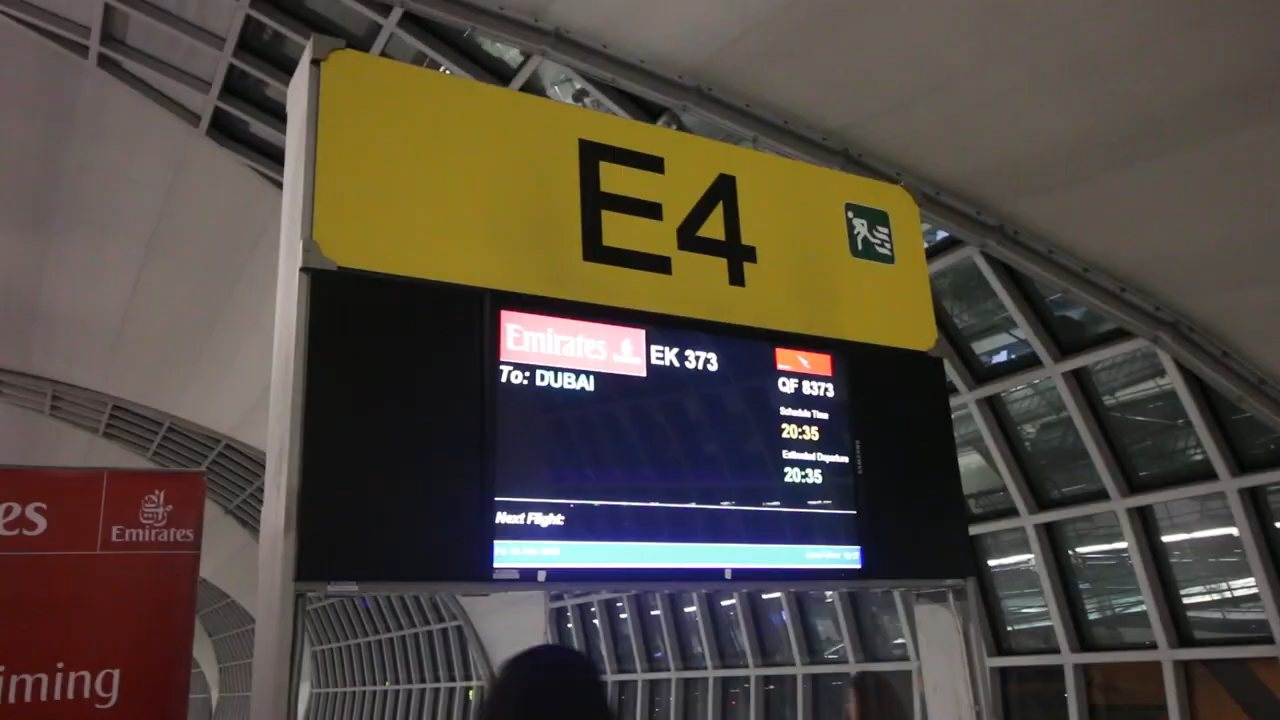 E4
Emirates EK 373
To: DUBAI
QF 8373
Schedule Time
20:35
Estimated Departure
20:35
Next Flight:
SAMSUNG
es
Emirates
iming